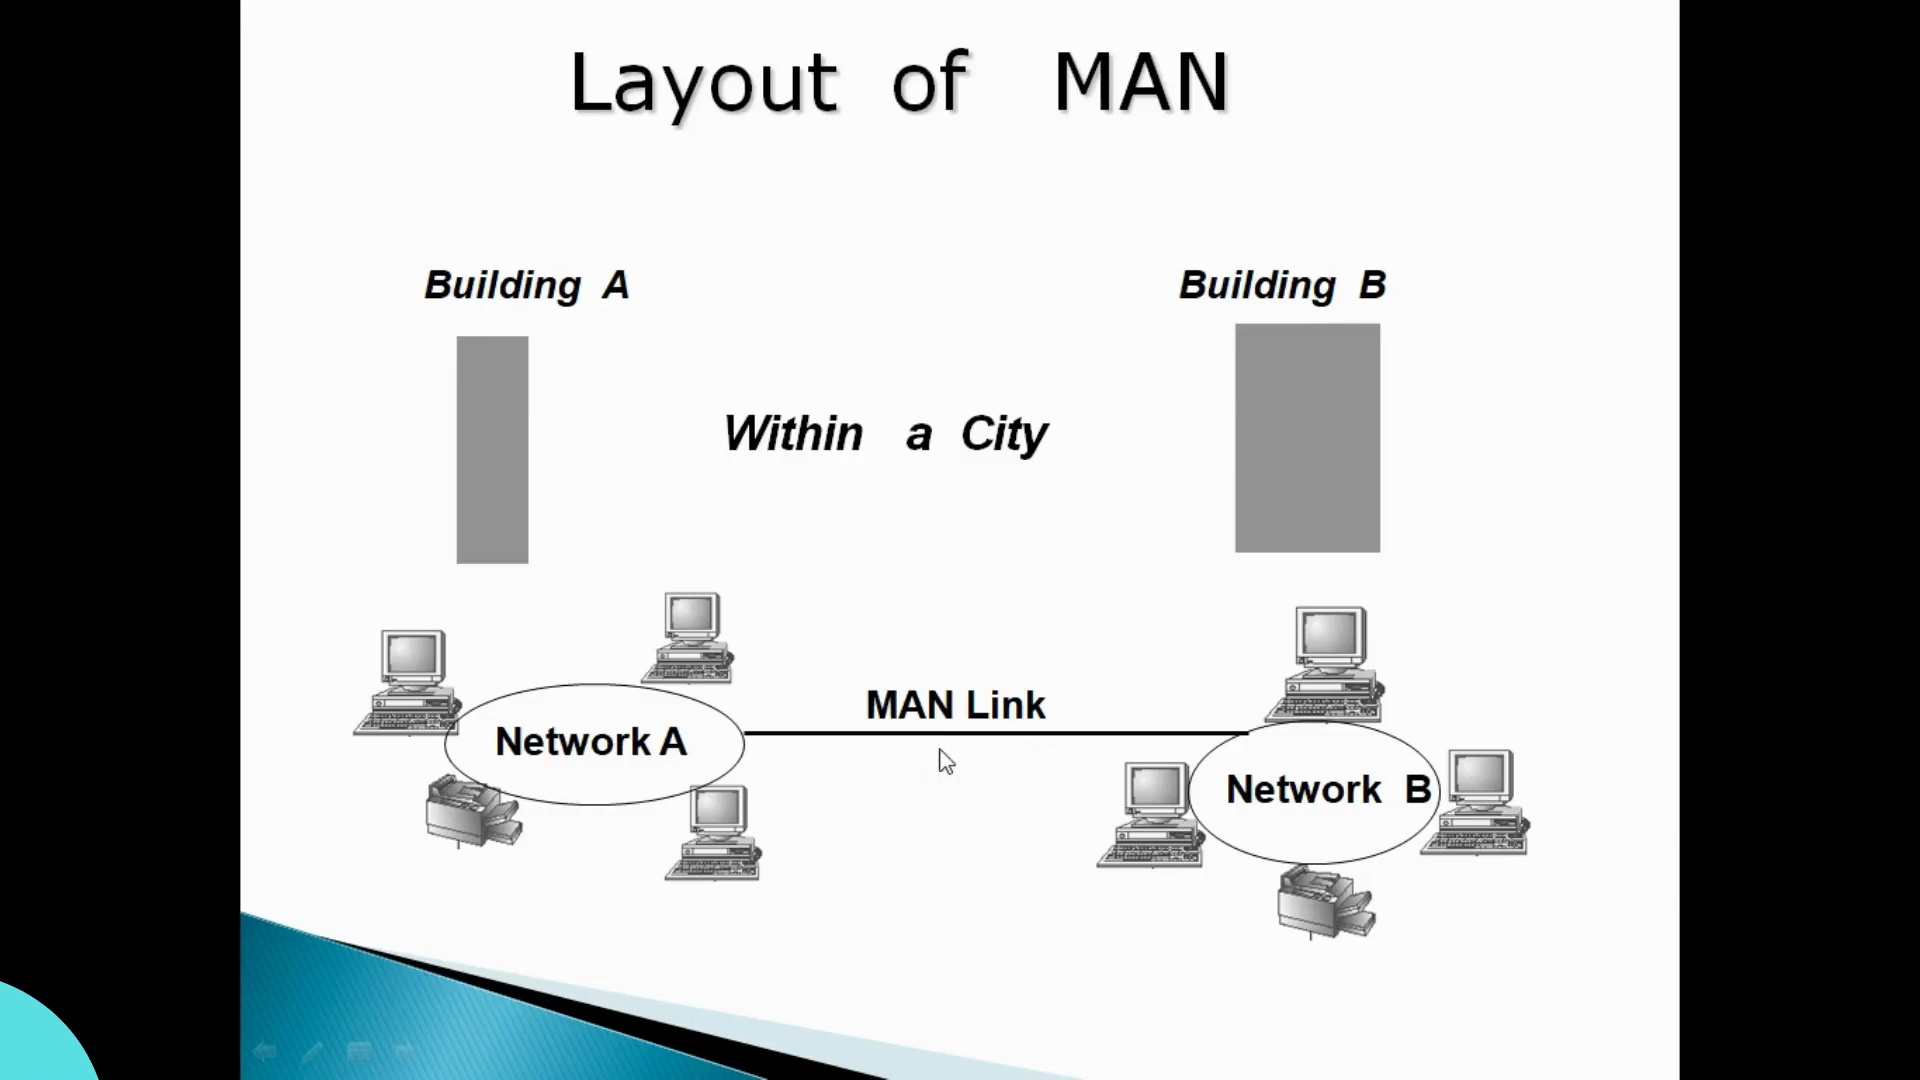 Layout of MAN
Building A
Building B
Within a City
MAN Link
Network A
Network B